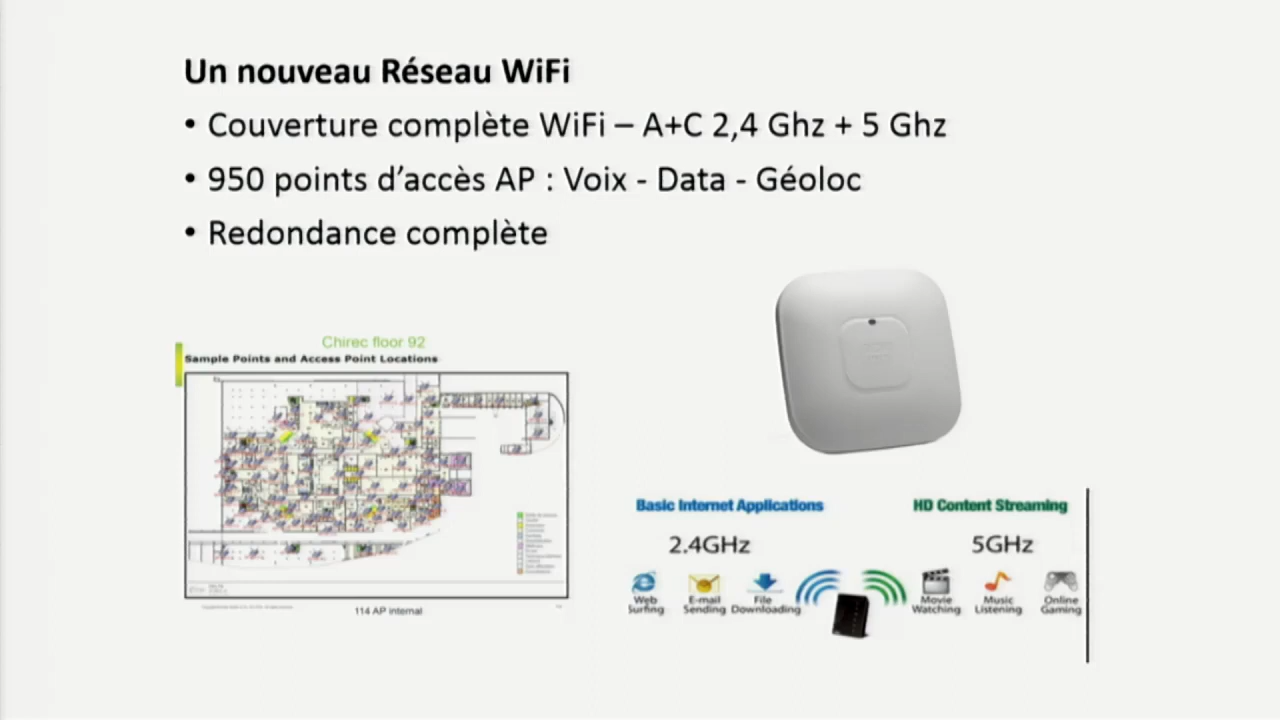 Un nouveau Réseau WiFi
• Couverture complète WiFi – A+C 2,4 Ghz + 5 Ghz
• 950 points d’accès AP : Voix - Data - Géoloc
• Redondance complète
Chirec floor 92
Sample Points and Access Point Locations
114 AP internal
Basic Internet Applications
HD Content Streaming
2.4GHz
5GHz
Web Surfing
E-mail Sending
File Downloading
Movie Watching
Music Listening
Online Gaming